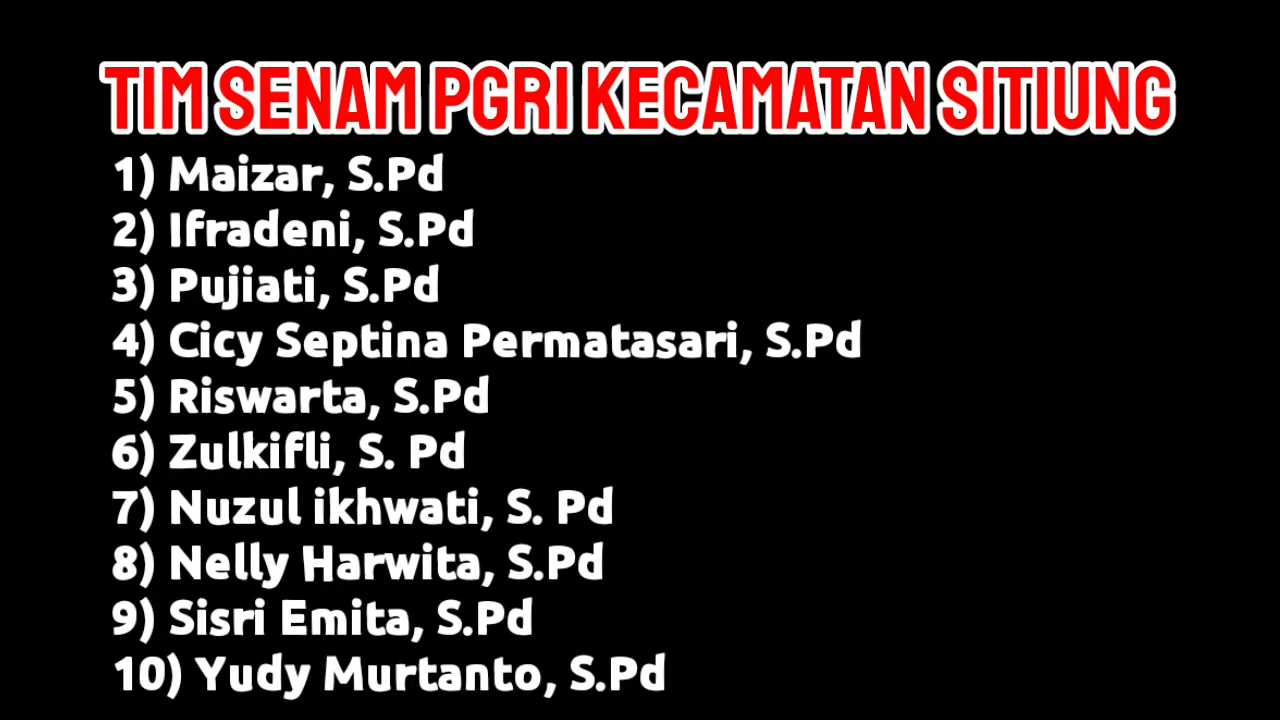 TIM SENAM PGRI KECAMATAN SITIUNG
1) Maizar, S.Pd
2) Ifradeni, S.Pd
3) Pujiati, S.Pd
4) Cicy Septina Permatasari, S.Pd
5) Riswarta, S.Pd
6) Zulkifli, S. Pd
7) Nuzul ikhwati, S. Pd
8) Nelly Harwita, S.Pd
9) Sisri Emita, S.Pd
10) Yudy Murtanto, S.Pd